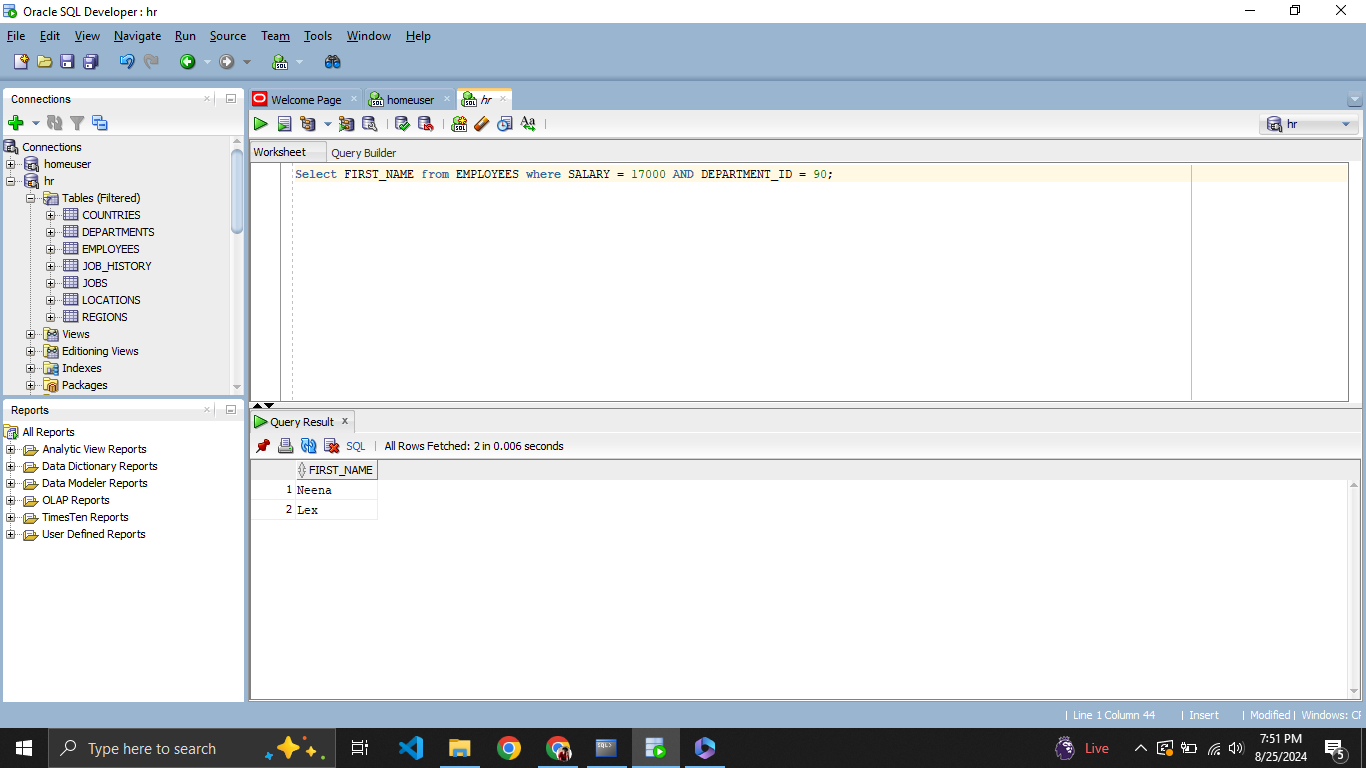 Oracle SQL Developer : hr
File Edit View Navigate Run Source Team Tools Window Help
Connections
Connections
homeuser
hr
Tables (Filtered)
COUNTRIES
DEPARTMENTS
EMPLOYEES
JOB_HISTORY
JOBS
LOCATIONS
REGIONS
Views
Editioning Views
Indexes
Packages
Reports
All Reports
Analytic View Reports
Data Dictionary Reports
Data Modeler Reports
OLAP Reports
TimesTen Reports
User Defined Reports
Welcome Page homeuser hr
hr
Worksheet Query Builder
Select FIRST_NAME from EMPLOYEES where SALARY = 17000 AND DEPARTMENT_ID = 90;
Query Result
SQL | All Rows Fetched: 2 in 0.006 seconds
FIRST_NAME
1 Neena
2 Lex
| Line 1 Column 44 | Insert | Modified | Windows: CF
Type here to search
Live
7:51 PM
8/25/2024
5